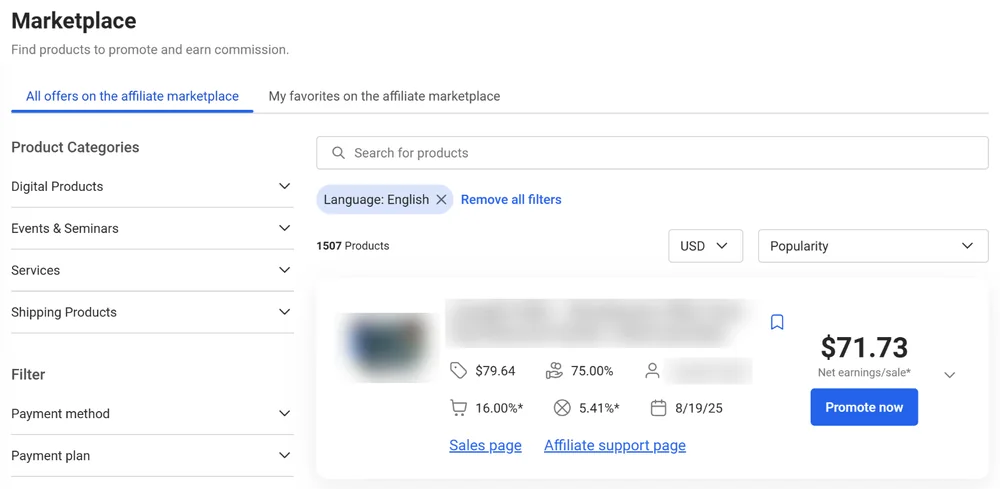 Marketplace
Find products to promote and earn commission.
All offers on the affiliate marketplace
My favorites on the affiliate marketplace
Product Categories
Digital Products
Events & Seminars
Services
Shipping Products
Filter
Payment method
Payment plan
Search for products
Language: English
Remove all filters
1507 Products
USD
Popularity
$79.64
75.00%
16.00%*
5.41%*
8/19/25
Sales page
Affiliate support page
$71.73
Net earnings/sale*
Promote now